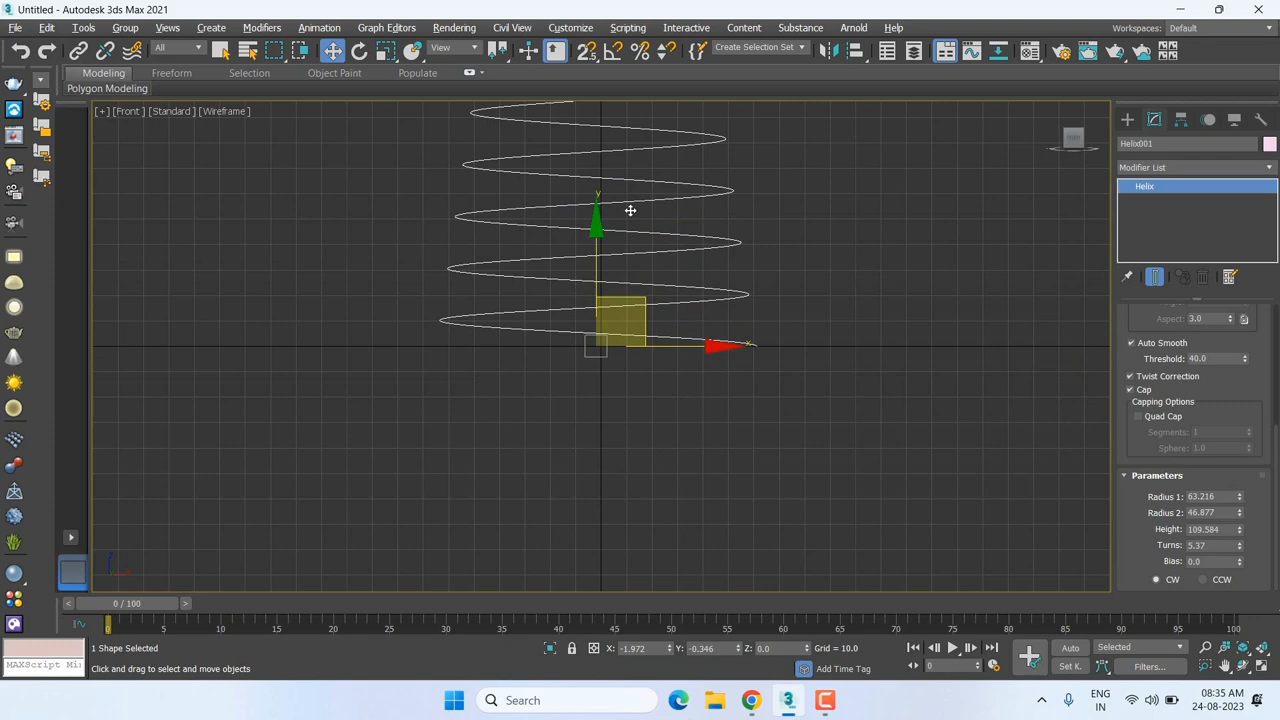 Untitled - Autodesk 3ds Max 2021
File Edit Tools Group Views Create Modifiers Animation Graph Editors Rendering Civil View Customize Scripting Interactive Content Substance Arnold Help Workspaces: Default
All View Create Selection Set
Modeling Freeform Selection Object Paint Populate
Polygon Modeling
[+] [Front ] [Standard ] [Wireframe ]
Helix001
Modifier List
Helix
y
x
Aspect: 3.0
Auto Smooth
Threshold: 40.0
Twist Correction
Cap
Capping Options
Quad Cap
Segments: 1
Sphere: 1.0
Parameters
Radius 1: 63.216
Radius 2: 46.877
Height: 109.584
Turns: 5.37
Bias: 0.0
CW CCW
< 0 / 100 >
0 5 10 15 20 25 30 35 40 45 50 55 60 65 70 75 80 85 90 95 100
1 Shape Selected X: -1.972 Y: -0.346 Z: 0.0 Grid = 10.0 Auto Selected
MAXScript Mi Click and drag to select and move objects Add Time Tag 0 Set K. Filters...
Search
ENG
IN
08:35 AM
24-08-2023